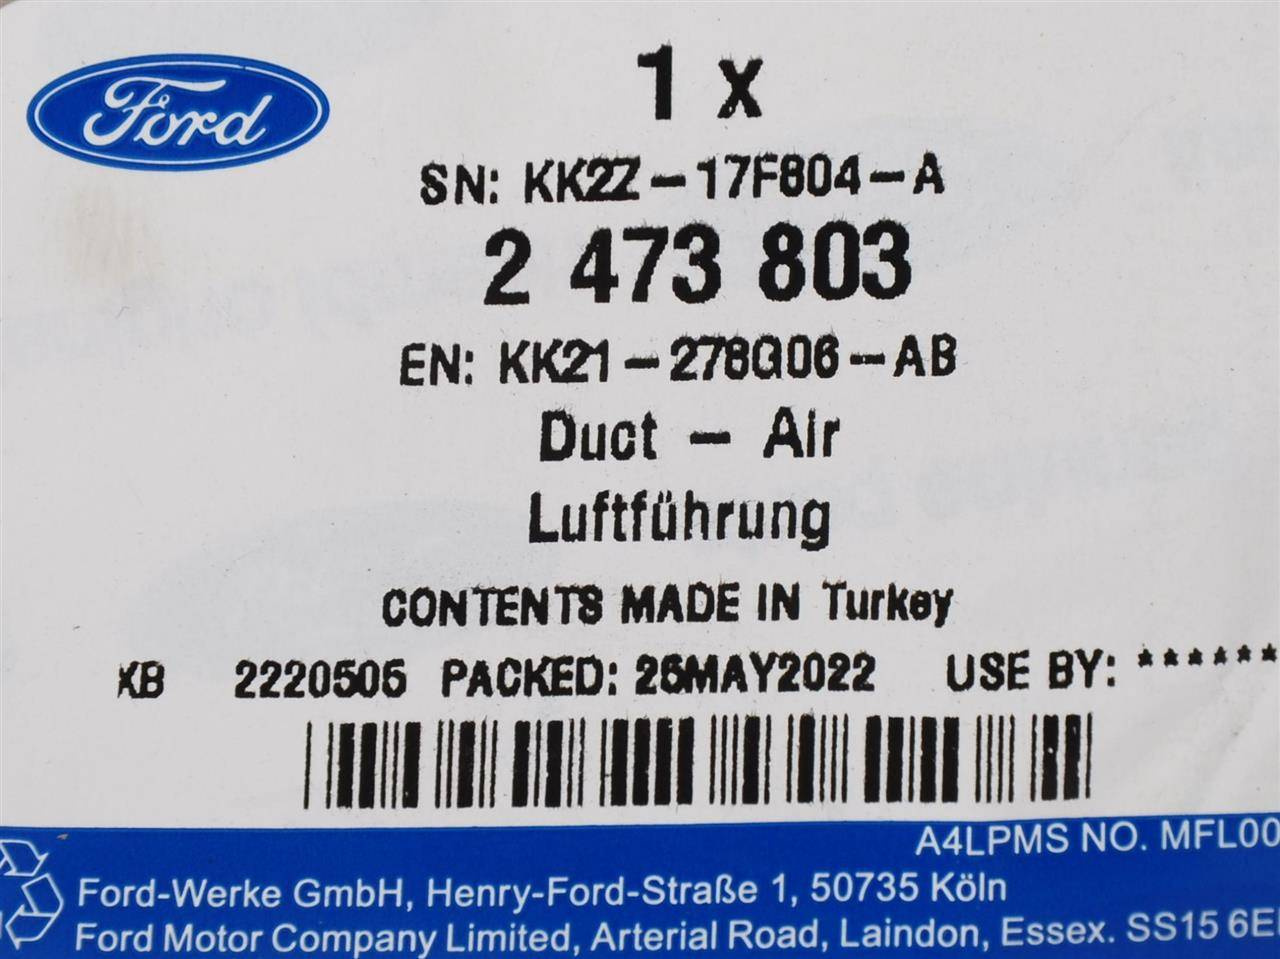 Ford
1 x
SN: KK2Z-17F804-A
2 473 803
EN: KK21-278G06-AB
Duct - Air
Luftführung
CONTENTS MADE IN Turkey
KB 2220506 PACKED: 26MAY2022 USE BY: ******
A4LPMS NO. MFL00
Ford-Werke GmbH, Henry-Ford-Straße 1, 50735 Köln
Ford Motor Company Limited, Arterial Road, Laindon, Essex. SS15 6E